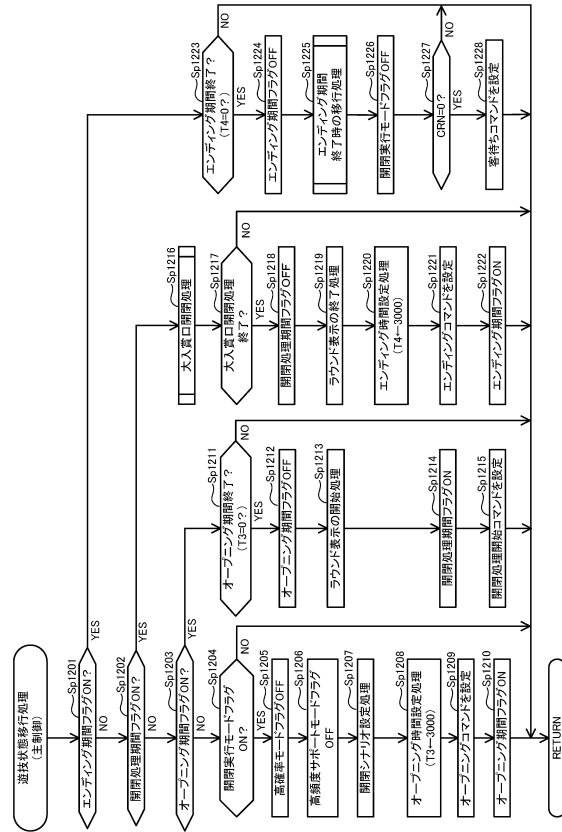 遊技状態移行処理
(主制御)
Sp1201
エンディング期間フラグON?
YES
NO
Sp1202
開閉処理期間フラグON?
YES
NO
Sp1203
オープニング期間フラグON?
YES
NO
Sp1204
開閉実行モードフラグ
ON?
NO
YES
Sp1205
高確率モードフラグOFF
Sp1206
高頻度サポートモードフラグ
OFF
Sp1207
開閉シナリオ設定処理
Sp1208
オープニング時間設定処理
(T3←3000)
Sp1209
オープニングコマンドを設定
Sp1210
オープニング期間フラグON
RETURN
Sp1211
オープニング期間終了?
(T3=0?)
NO
YES
Sp1212
オープニング期間フラグOFF
Sp1213
ラウンド表示の開始処理
Sp1214
開閉処理期間フラグON
Sp1215
開閉処理開始コマンドを設定
Sp1216
大入賞口開閉処理
Sp1217
大入賞口開閉処理
終了?
NO
YES
Sp1218
開閉処理期間フラグOFF
Sp1219
ラウンド表示の終了処理
Sp1220
エンディング時間設定処理
(T4←3000)
Sp1221
エンディングコマンドを設定
Sp1222
エンディング期間フラグON
Sp1223
エンディング期間終了?
(T4=0?)
NO
YES
Sp1224
エンディング期間フラグOFF
Sp1225
エンディング期間
終了時の移行処理
Sp1226
開閉実行モードフラグOFF
Sp1227
CRN=0?
NO
YES
Sp1228
客待ちコマンドを設定